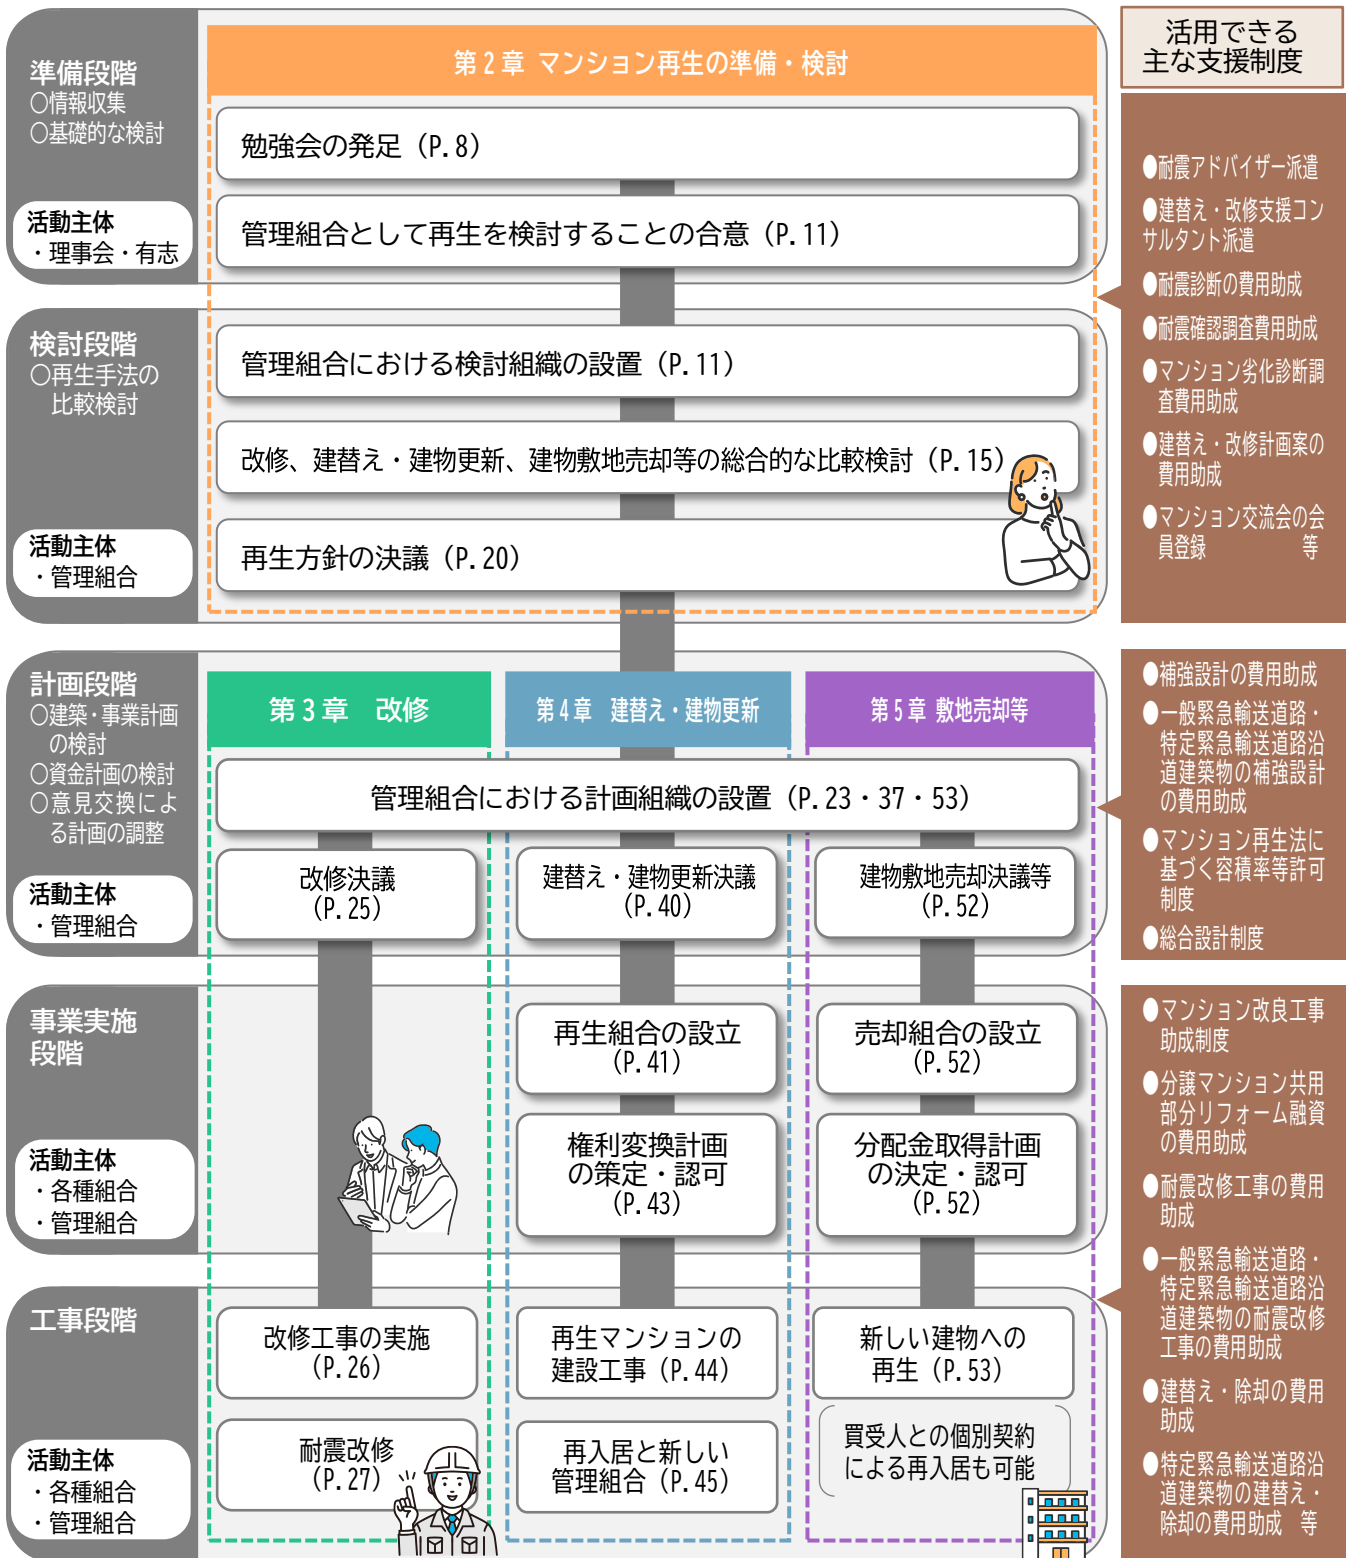 準備段階
〇情報収集
〇基礎的な検討
活動主体
・理事会・有志
第２章 マンション再生の準備・検討
勉強会の発足（P.8）
管理組合として再生を検討することの合意（P.11）
検討段階
〇再生手法の
比較検討
活動主体
・管理組合
管理組合における検討組織の設置（P.11）
改修、建替え・建物更新、建物敷地売却等の総合的な比較検討（P.15）
再生方針の決議（P.20）
活用できる
主な支援制度
●耐震アドバイザー派遣
●建替え・改修支援コン
サルタント派遣
●耐震診断の費用助成
●耐震確認調査費用助成
●マンション劣化診断調
査費用助成
●建替え・改修計画案の
費用助成
●マンション交流会の会
員登録　等
計画段階
〇建築・事業計画
の検討
〇資金計画の検討
〇意見交換によ
る計画の調整
活動主体
・管理組合
第３章　改修
第４章　建替え・建物更新
第５章 敷地売却等
管理組合における計画組織の設置（P.23・37・53）
改修決議
（P.25）
建替え・建物更新決議
（P.40）
建物敷地売却決議等
（P.52）
●補強設計の費用助成
●一般緊急輸送道路・
特定緊急輸送道路沿
道建築物の補強設計
の費用助成
●マンション再生法に
基づく容積率等許可
制度
●総合設計制度
事業実施
段階
活動主体
・各種組合
・管理組合
再生組合の設立
（P.41）
売却組合の設立
（P.52）
権利変換計画
の策定・認可
（P.43）
分配金取得計画
の決定・認可
（P.52）
工事段階
活動主体
・各種組合
・管理組合
改修工事の実施
（P.26）
再生マンションの
建設工事（P.44）
新しい建物への
再生（P.53）
耐震改修
（P.27）
再入居と新しい
管理組合（P.45）
買受人との個別契約
による再入居も可能
●マンション改良工事
助成制度
●分譲マンション共用
部分リフォーム融資
の費用助成
●耐震改修工事の費用
助成
●一般緊急輸送道路・
特定緊急輸送道路沿
道建築物の耐震改修
工事の費用助成
●建替え・除却の費用
助成
●特定緊急輸送道路沿
道建築物の建替え・
除却の費用助成　等